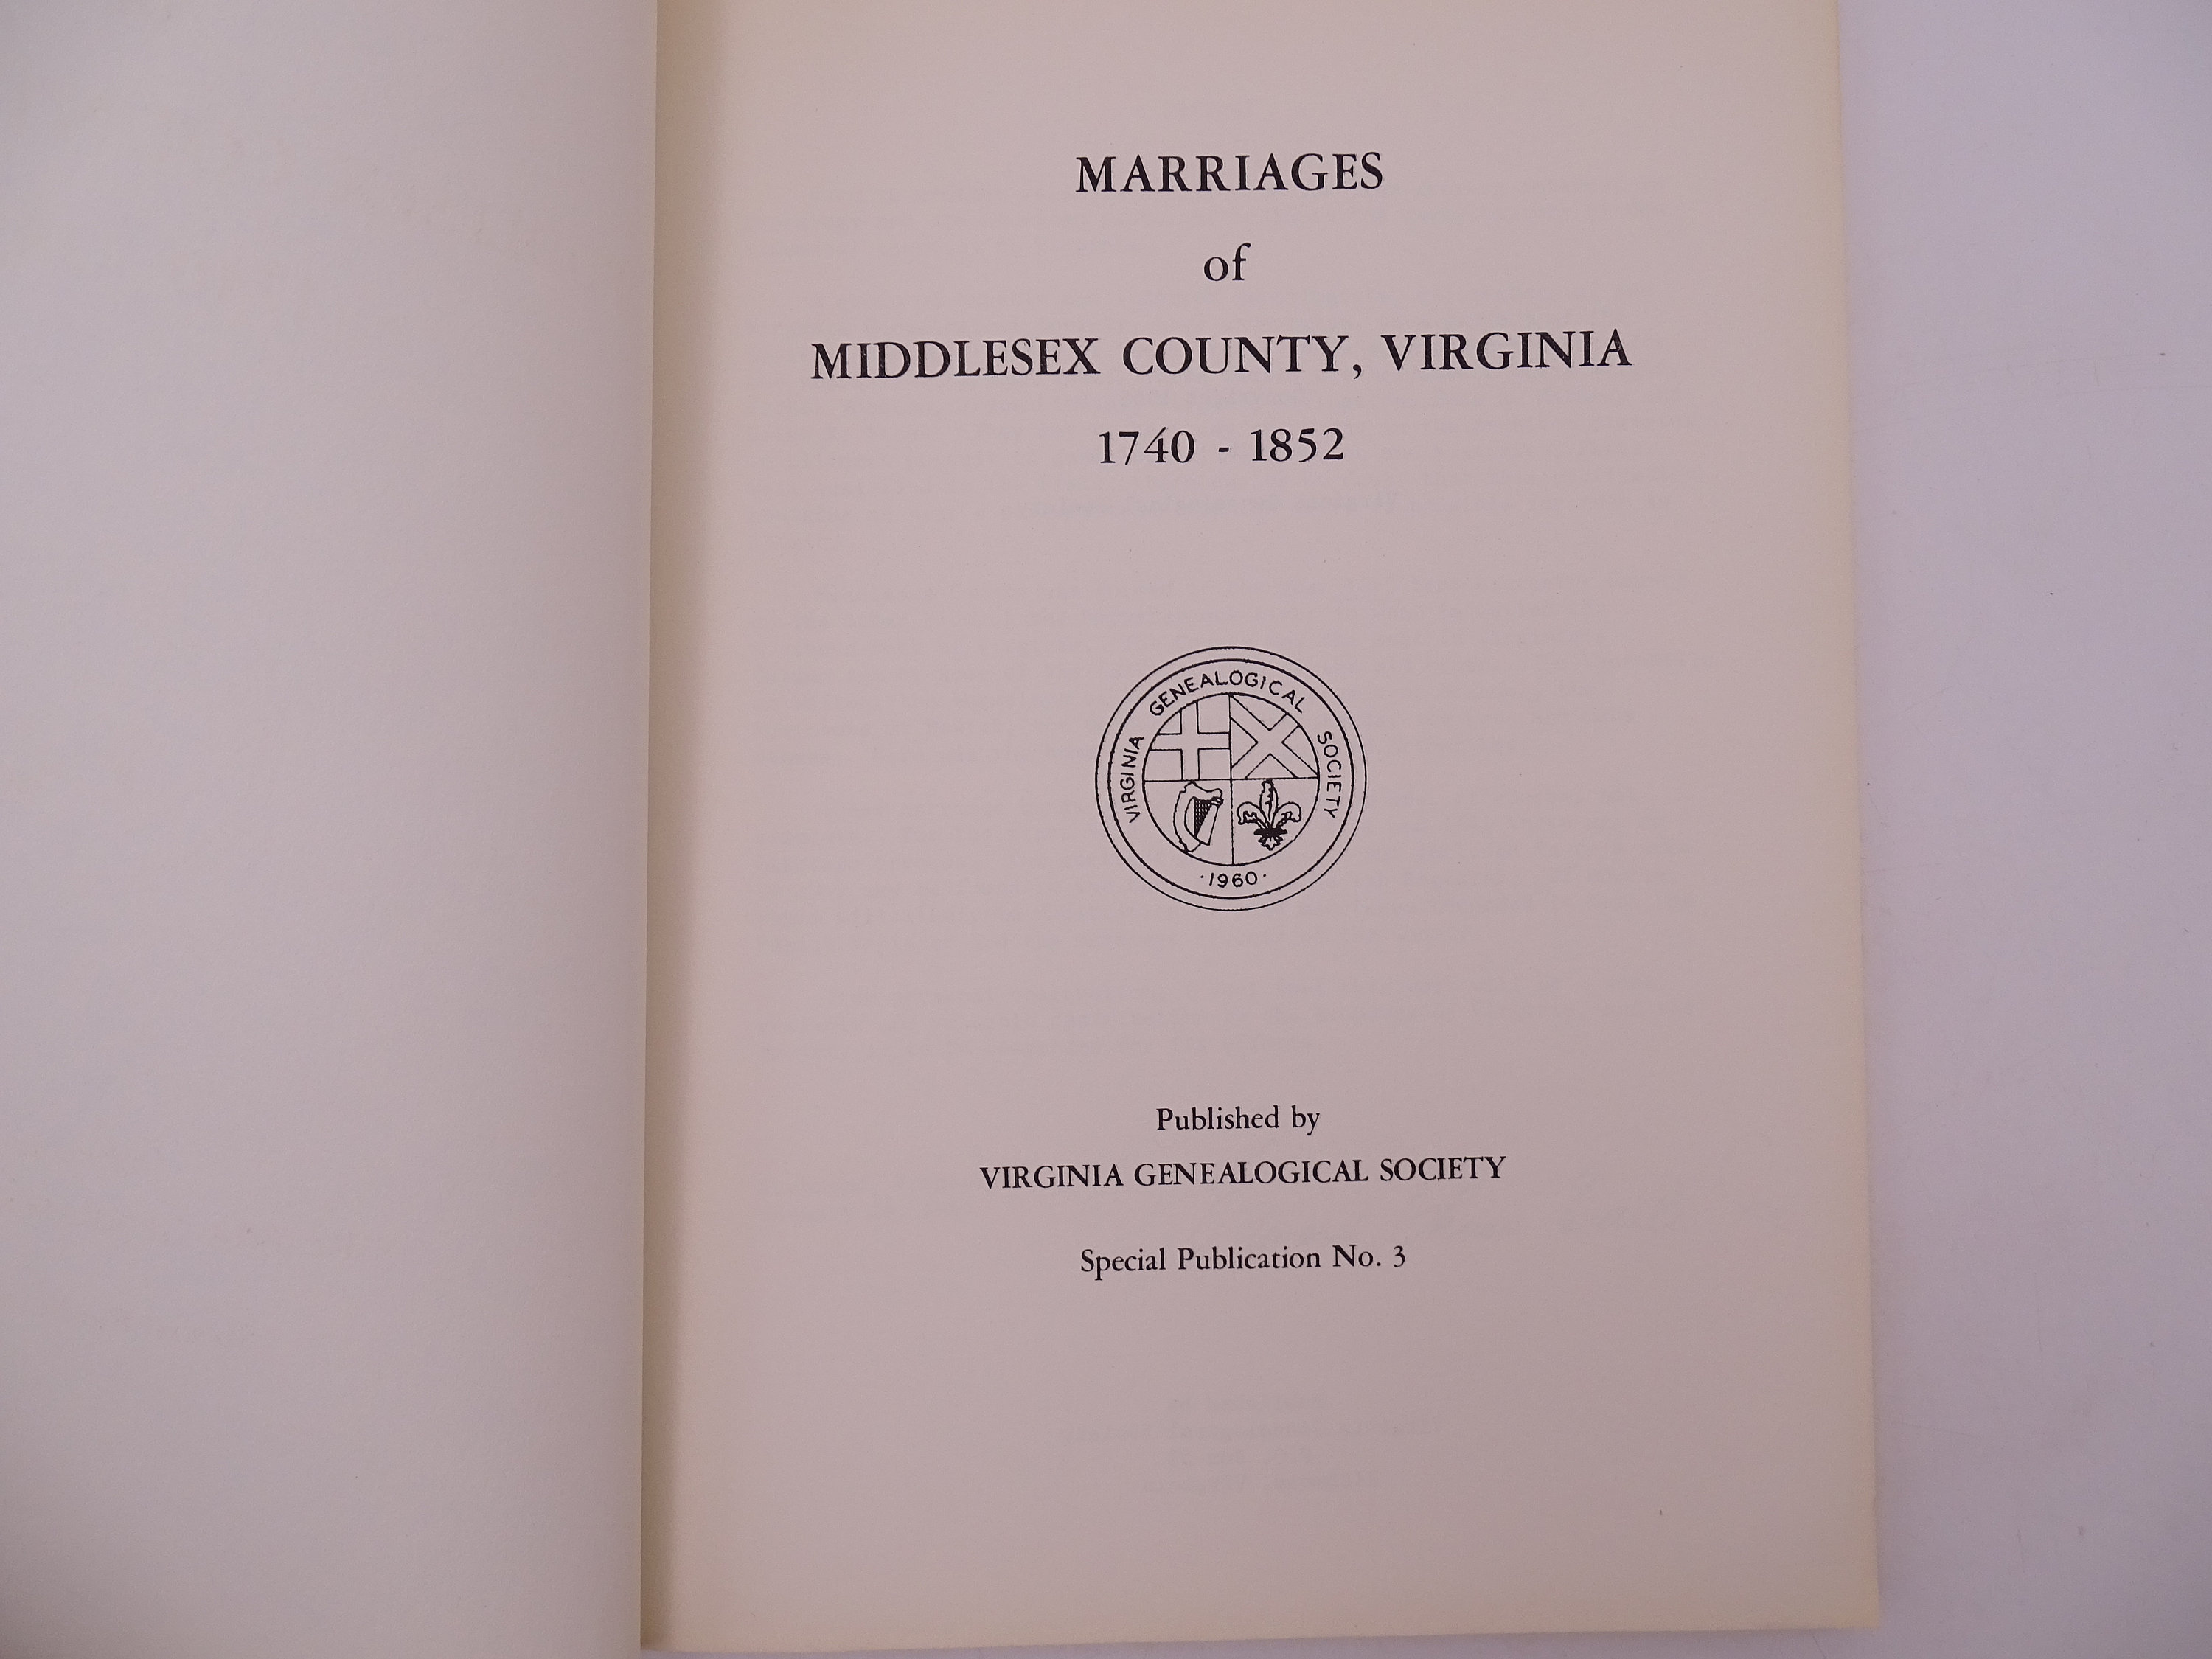 MARRIAGES
of
MIDDLESEX COUNTY, VIRGINIA
1740 - 1852
VIRGINIA GENEALOGICAL SOCIETY
·1960·
Published by
VIRGINIA GENEALOGICAL SOCIETY
Special Publication No. 3